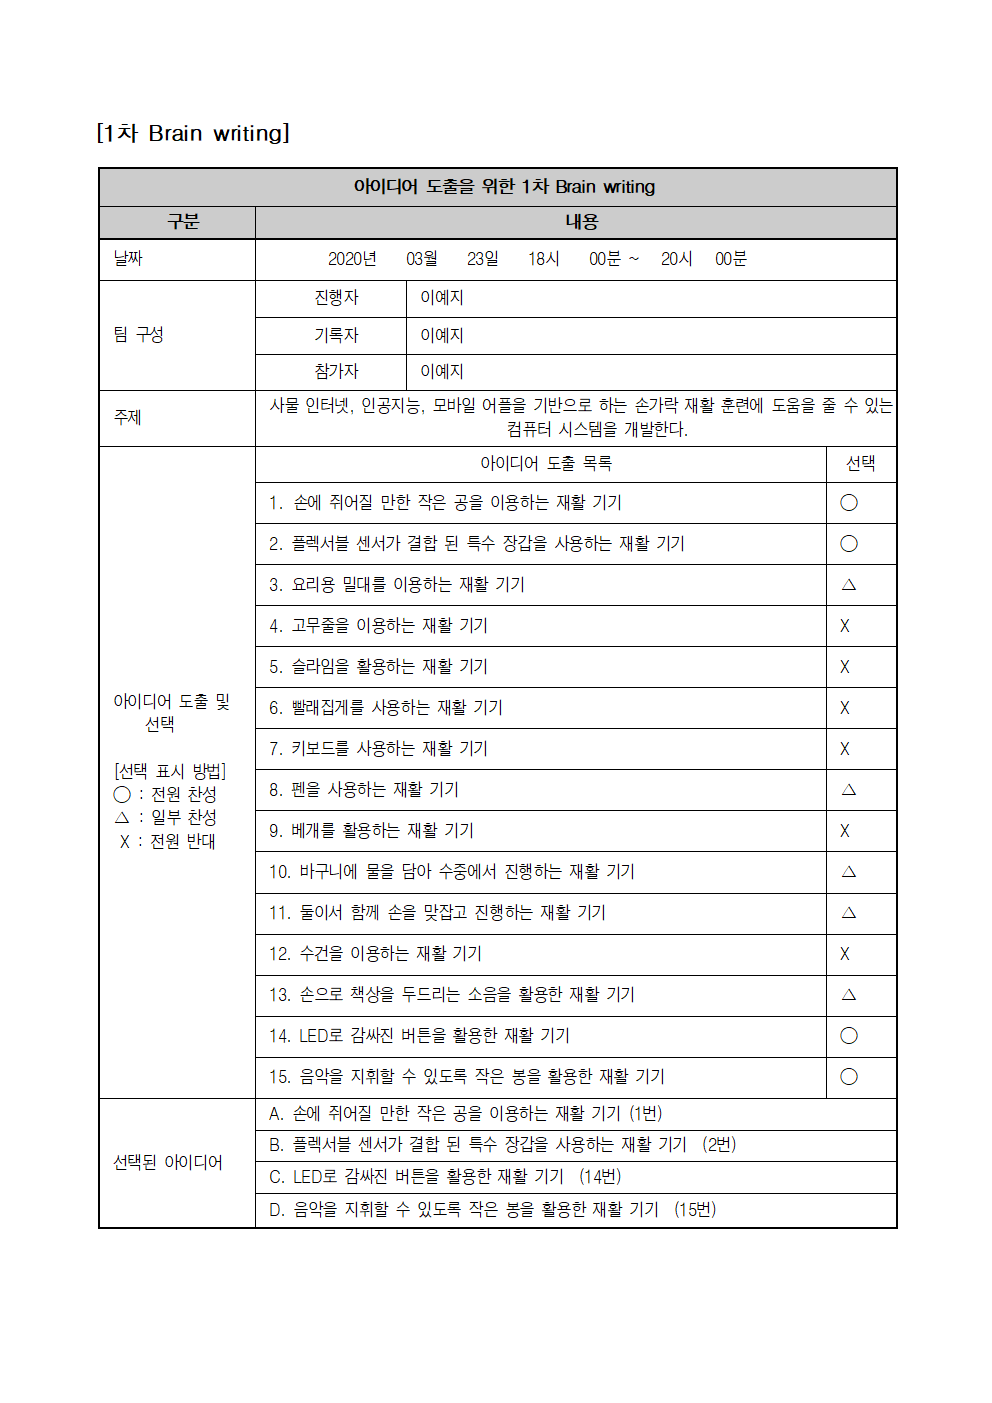 [1차 Brain writing]
아이디어 도출을 위한 1차 Brain writing
구분 내용
날짜 2020년 03월 23일 18시 00분 ~ 20시 00분
팀 구성
진행자 이예지
기록자 이예지
참가자 이예지
주제
사물 인터넷, 인공지능, 모바일 어플을 기반으로 하는 손가락 재활 훈련에 도움을 줄 수 있는
컴퓨터 시스템을 개발한다.
아이디어 도출 및
선택
[선택 표시 방법]
◯ : 전원 찬성
△ : 일부 찬성
X : 전원 반대
아이디어 도출 목록 선택
1. 손에 쥐어질 만한 작은 공을 이용하는 재활 기기 ◯
2. 플렉서블 센서가 결합 된 특수 장갑을 사용하는 재활 기기 ◯
3. 요리용 밀대를 이용하는 재활 기기 △
4. 고무줄을 이용하는 재활 기기 X
5. 슬라임을 활용하는 재활 기기 X
6. 빨래집게를 사용하는 재활 기기 X
7. 키보드를 사용하는 재활 기기 X
8. 펜을 사용하는 재활 기기 △
9. 베개를 활용하는 재활 기기 X
10. 바구니에 물을 담아 수중에서 진행하는 재활 기기 △
11. 둘이서 함께 손을 맞잡고 진행하는 재활 기기 △
12. 수건을 이용하는 재활 기기 X
13. 손으로 책상을 두드리는 소음을 활용한 재활 기기 △
14. LED로 감싸진 버튼을 활용한 재활 기기 ◯
15. 음악을 지휘할 수 있도록 작은 봉을 활용한 재활 기기 ◯
선택된 아이디어
A. 손에 쥐어질 만한 작은 공을 이용하는 재활 기기 (1번)
B. 플렉서블 센서가 결합 된 특수 장갑을 사용하는 재활 기기 (2번)
C. LED로 감싸진 버튼을 활용한 재활 기기 (14번)
D. 음악을 지휘할 수 있도록 작은 봉을 활용한 재활 기기 (15번)